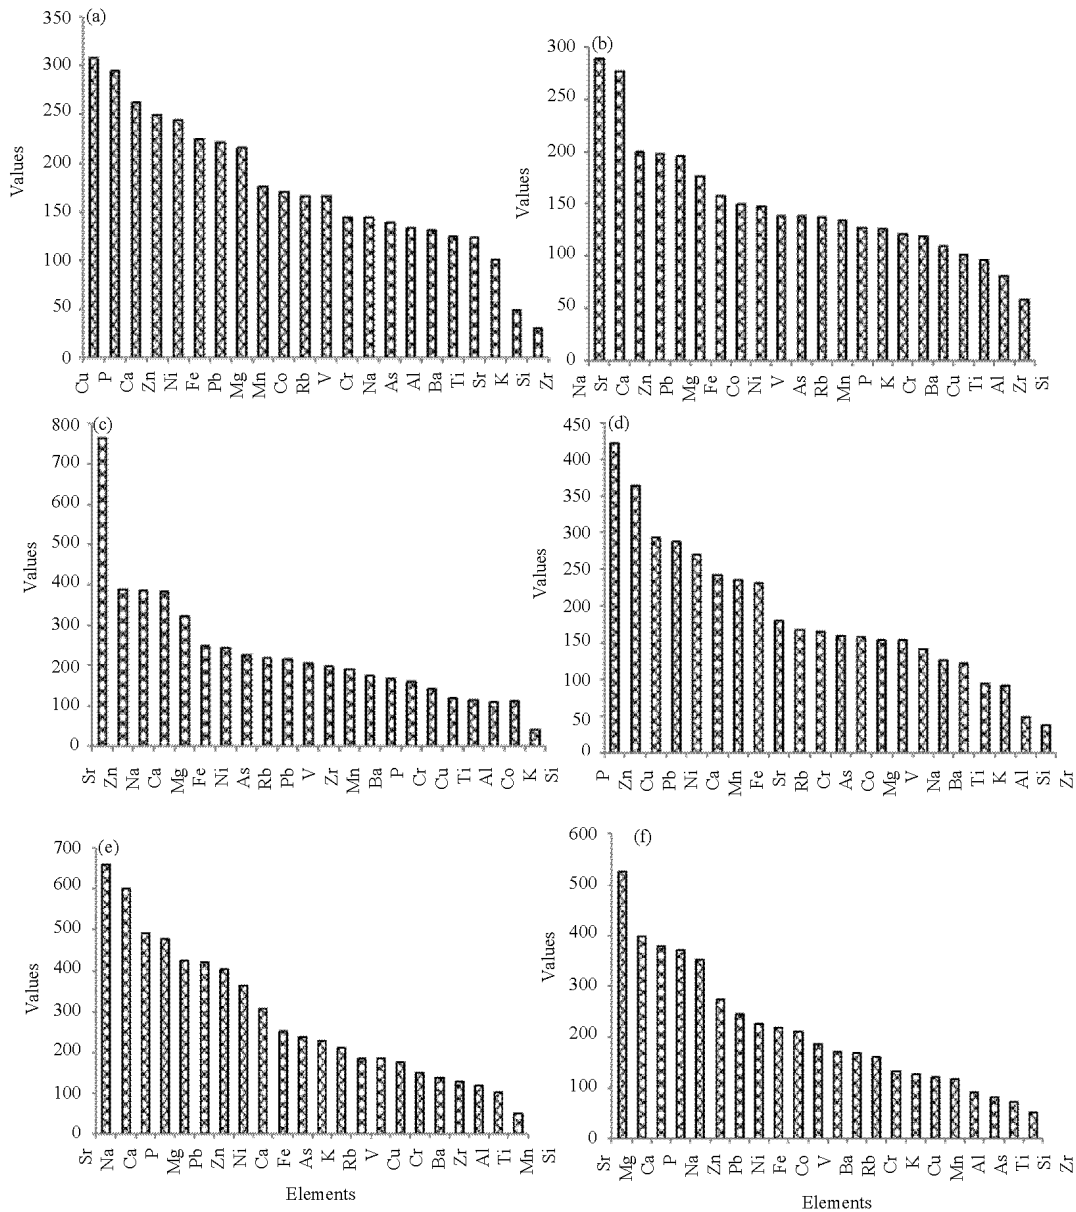 (a)
350
300
250
200
150
100
50
0
Values
Cu P Ca Zn Ni Fe Pb Mg Mn Co Rb V Cr Na As Al Ba Ti Sr K Si Zr
(b)
300
250
200
150
100
50
0
Values
Na Sr Ca Zn Pb Mg Fe Co Ni V As Rb Mn P K Cr Ba Cu Ti Al Zr Si
(c)
800
700
600
500
400
300
200
100
0
Values
Sr Zn Na Ca Mg Fe Ni As Rb Pb V Zr Mn Ba P Cr Cu Ti Al Co K Si
(d)
450
400
350
300
250
200
150
100
50
0
Values
P Zn Cu Pb Ni Ca Mn Fe Sr Rb Cr As Co Mg V Na Ba Ti K Al Si Zr
(e)
700
600
500
400
300
200
100
0
Values
Sr Na Ca P Mg Pb Zn Ni Ca Fe As K Rb V Cu Cr Ba Zr Al Ti Mn Si
Elements
(f)
600
500
400
300
200
100
0
Values
Sr Mg Ca P Na Zn Pb Ni Fe Co V Ba Rb Cr K Cu Mn Al As Ti Si Zr
Elements